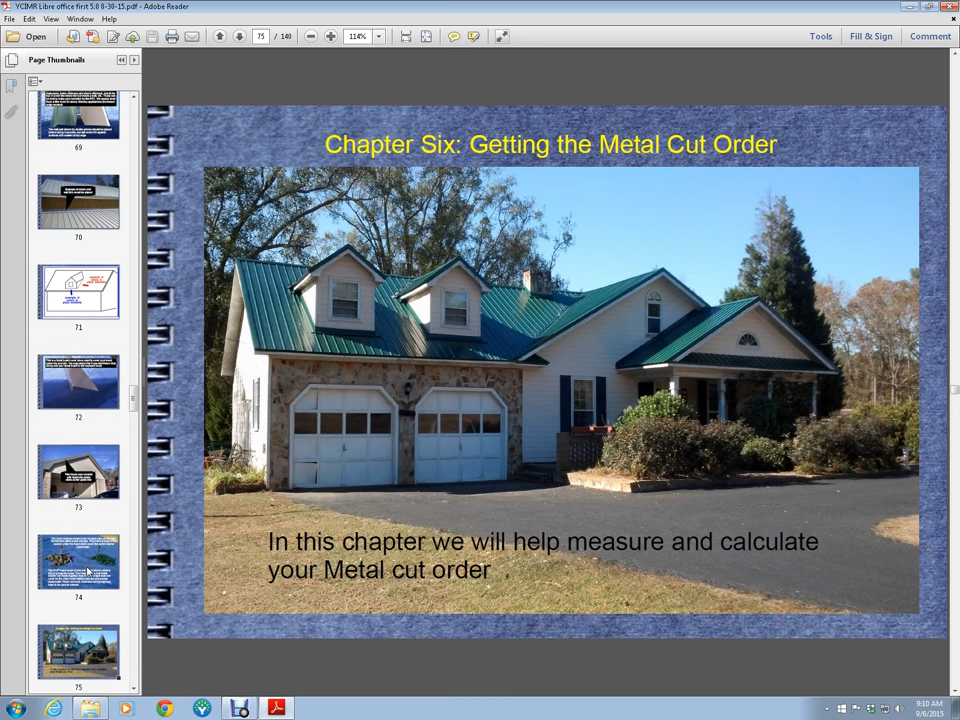 YCIMR Libre office first 5.0 8-30-15.pdf - Adobe Reader
File Edit View Window Help
Open 75 / 140 114% Tools Fill & Sign Comment
Page Thumbnails
69
70
71
72
73
74
75
Chapter Six: Getting the Metal Cut Order
In this chapter we will help measure and calculate
your Metal cut order
9:10 AM
9/6/2015